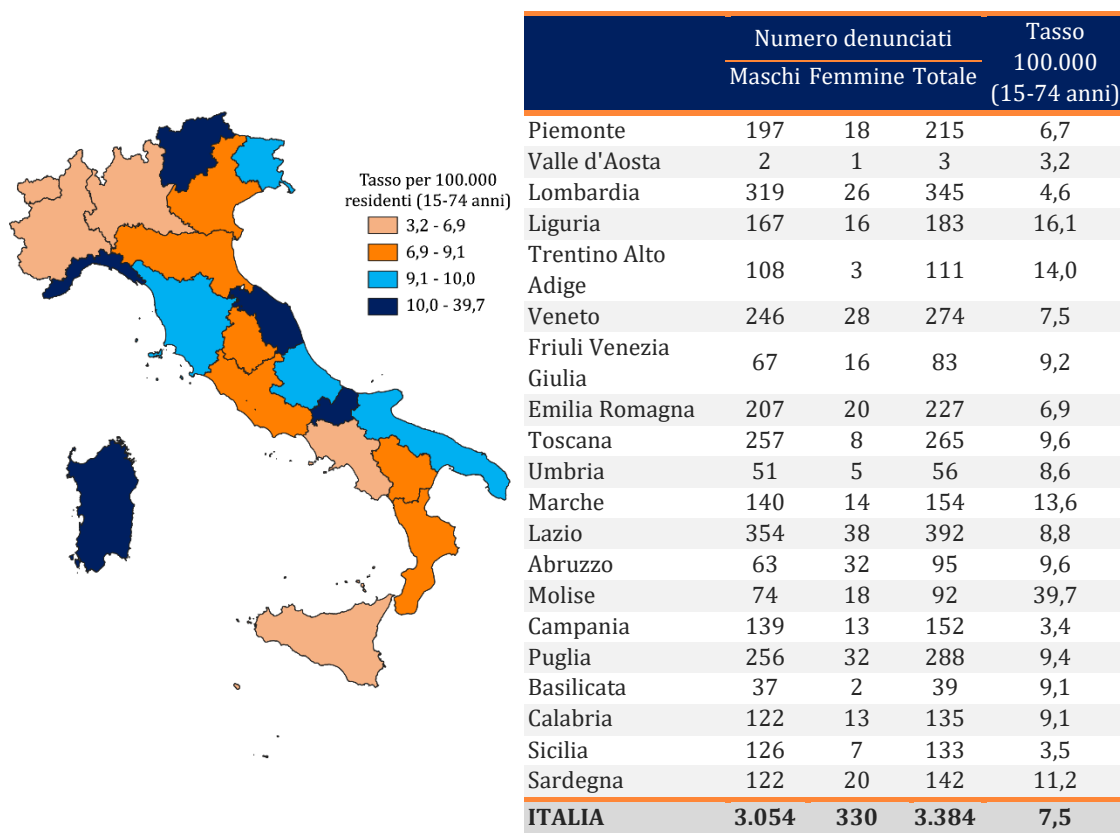 Tasso per 100.000
residenti (15-74 anni)
3,2 - 6,9
6,9 - 9,1
9,1 - 10,0
10,0 - 39,7
Numero denunciati Tasso 100.000 (15-74 anni)
Maschi Femmine Totale
Piemonte 197 18 215 6,7
Valle d'Aosta 2 1 3 3,2
Lombardia 319 26 345 4,6
Liguria 167 16 183 16,1
Trentino Alto
Adige 108 3 111 14,0
Veneto 246 28 274 7,5
Friuli Venezia
Giulia 67 16 83 9,2
Emilia Romagna 207 20 227 6,9
Toscana 257 8 265 9,6
Umbria 51 5 56 8,6
Marche 140 14 154 13,6
Lazio 354 38 392 8,8
Abruzzo 63 32 95 9,6
Molise 74 18 92 39,7
Campania 139 13 152 3,4
Puglia 256 32 288 9,4
Basilicata 37 2 39 9,1
Calabria 122 13 135 9,1
Sicilia 126 7 133 3,5
Sardegna 122 20 142 11,2
ITALIA 3.054 330 3.384 7,5